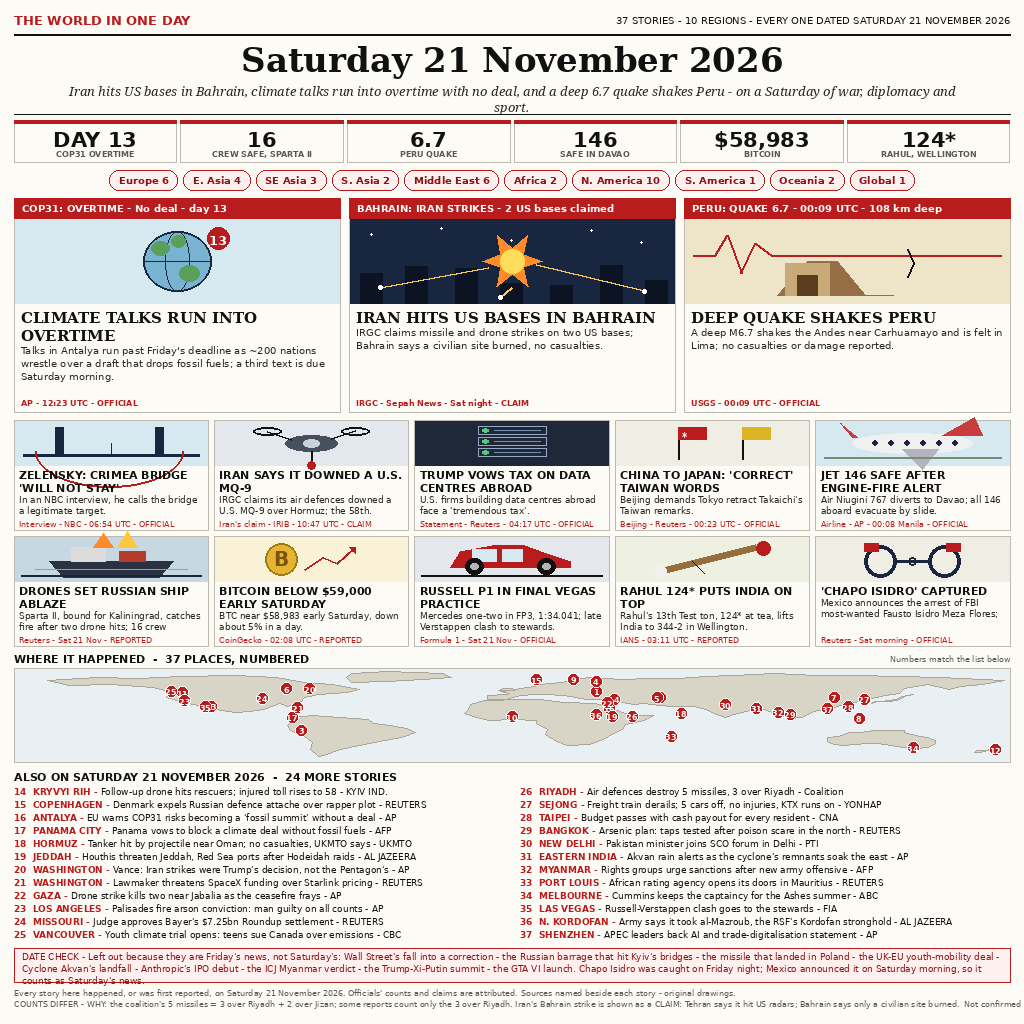 THE WORLD IN ONE DAY
37 STORIES - 10 REGIONS - EVERY ONE DATED SATURDAY 21 NOVEMBER 2026
Saturday 21 November 2026
Iran hits US bases in Bahrain, climate talks run into overtime with no deal, and a deep 6.7 quake shakes Peru - on a Saturday of war, diplomacy and
sport.
DAY 13
COP31 OVERTIME
16
CREW SAFE, SPARTA II
6.7
PERU QUAKE
146
SAFE IN DAVAO
$58,983
BITCOIN
124*
RAHUL, WELLINGTON
Europe 6
E. Asia 4
SE Asia 3
S. Asia 2
Middle East 6
Africa 2
N. America 10
S. America 1
Oceania 2
Global 1
COP31: OVERTIME - No deal - day 13
13
CLIMATE TALKS RUN INTO
OVERTIME
Talks in Antalya run past Friday's deadline as ~200 nations
wrestle over a draft that drops fossil fuels; a third text is due
Saturday morning.
AP - 12:23 UTC - OFFICIAL
BAHRAIN: IRAN STRIKES - 2 US bases claimed
IRAN HITS US BASES IN BAHRAIN
IRGC claims missile and drone strikes on two US bases;
Bahrain says a civilian site burned, no casualties.
IRGC - Sepah News - Sat night - CLAIM
PERU: QUAKE 6.7 - 00:09 UTC - 108 km deep
DEEP QUAKE SHAKES PERU
A deep M6.7 shakes the Andes near Carhuamayo and is felt in
Lima; no casualties or damage reported.
USGS - 00:09 UTC - OFFICIAL
ZELENSKY: CRIMEA BRIDGE
'WILL NOT STAY'
In an NBC interview, he calls the bridge
a legitimate target.
Interview - NBC - 06:54 UTC - OFFICIAL
IRAN SAYS IT DOWNED A U.S.
MQ-9
IRGC claims its air defences downed a
U.S. MQ-9 over Hormuz, the 58th.
Iran's claim - IRIB - 10:47 UTC - CLAIM
TRUMP VOWS TAX ON DATA
CENTRES ABROAD
U.S. firms building data centres abroad
face a 'tremendous tax'.
Statement - Reuters - 04:17 UTC - OFFICIAL
*
CHINA TO JAPAN: 'CORRECT'
TAIWAN WORDS
Beijing demands Tokyo retract Takaichi's
Taiwan remarks.
Beijing - Reuters - 00:23 UTC - OFFICIAL
JET 146 SAFE AFTER
ENGINE-FIRE ALERT
Air Niugini 767 diverts to Davao; all 146
aboard evacuate by slide.
Airline - AP - 00:08 Manila - OFFICIAL
DRONES SET RUSSIAN SHIP
ABLAZE
Sparta II, bound for Kaliningrad, catches
fire after two drone hits; 16 crew
Reuters - Sat 21 Nov - REPORTED
B
BITCOIN BELOW $59,000
EARLY SATURDAY
BTC near $58,983 early Saturday, down
about 5% in a day.
CoinGecko - 02:08 UTC - REPORTED
RUSSELL P1 IN FINAL VEGAS
PRACTICE
Mercedes one-two in FP3, 1:34.041; late
Verstappen clash to stewards.
Formula 1 - Sat 21 Nov - OFFICIAL
RAHUL 124* PUTS INDIA ON
TOP
Rahul's 13th Test ton, 124* at tea, lifts
India to 344-2 in Wellington.
IANS - 03:11 UTC - REPORTED
'CHAPO ISIDRO' CAPTURED
Mexico announces the arrest of FBI
most-wanted Fausto Isidro Meza Flores;
Reuters - Sat morning - OFFICIAL
WHERE IT HAPPENED - 37 PLACES, NUMBERED
Numbers match the list below
15
9
4
1
6
20
24
21
17
3
10
36
19
26
5
18
33
30
31
32
29
7
37
28
27
8
34
12
ALSO ON SATURDAY 21 NOVEMBER 2026 - 24 MORE STORIES
14 KRYVYI RIH - Follow-up drone hits rescuers; injured toll rises to 58 - KYIV IND.
15 COPENHAGEN - Denmark expels Russian defence attache over rapper plot - REUTERS
16 ANTALYA - EU warns COP31 risks becoming a 'fossil summit' without a deal - AP
17 PANAMA CITY - Panama vows to block a climate deal without fossil fuels - AFP
18 HORMUZ - Tanker hit by projectile near Oman; no casualties, UKMTO says - UKMTO
19 JEDDAH - Houthis threaten Jeddah, Red Sea ports after Hodeidah raids - AL JAZEERA
20 WASHINGTON - Vance: Iran strikes were Trump's decision, not the Pentagon's - AP
21 WASHINGTON - Lawmaker threatens SpaceX funding over Starlink pricing - REUTERS
22 GAZA - Drone strike kills two near Jabalia as the ceasefire frays - AP
23 LOS ANGELES - Palisades fire arson conviction: man guilty on all counts - AP
24 MISSOURI - Judge approves Bayer's $7.25bn Roundup settlement - REUTERS
25 VANCOUVER - Youth climate trial opens: teens sue Canada over emissions - CBC
26 RIYADH - Air defences destroy 5 missiles, 3 over Riyadh - Coalition
27 SEJONG - Freight train derails; 5 cars off, no injuries, KTX runs on - YONHAP
28 TAIPEI - Budget passes with cash payout for every resident - CNA
29 BANGKOK - Arsenic plan: taps tested after poison scare in the north - REUTERS
30 NEW DELHI - Pakistan minister joins SCO forum in Delhi - PTI
31 EASTERN INDIA - Akvan rain alerts as the cyclone's remnants soak the east - AP
32 MYANMAR - Rights groups urge sanctions after new army offensive - AFP
33 PORT LOUIS - African rating agency opens its doors in Mauritius - REUTERS
34 MELBOURNE - Cummins keeps the captaincy for the Ashes summer - ABC
35 LAS VEGAS - Russell-Verstappen clash goes to the stewards - FIA
36 N. KORDOFAN - Army says it took al-Mazroub, the RSF's Kordofan stronghold - AL JAZEERA
37 SHENZHEN - APEC leaders back AI and trade-digitalisation statement - AP
DATE CHECK - Left out because they are Friday's news, not Saturday's: Wall Street's fall into a correction - the Russian barrage that hit Kyiv's bridges - the missile that landed in Poland - the UK-EU youth-mobility deal -
Cyclone Akvan's landfall - Anthropic's IPO debut - the ICJ Myanmar verdict - the Trump-Xi-Putin summit - the GTA VI launch. Chapo Isidro was caught on Friday night; Mexico announced it on Saturday morning, so it
counts as Saturday's news.
Every story here happened, or was first reported, on Saturday 21 November 2026. Officials' counts and claims are attributed. Sources named beside each story - original drawings.
COUNTS DIFFER - WHY: the coalition's 5 missiles = 3 over Riyadh + 2 over Jizan; some reports count only the 3 over Riyadh. Iran's Bahrain strike is shown as a CLAIM: Tehran says it hit US radars; Bahrain says only a civilian site burned. Not confirmed